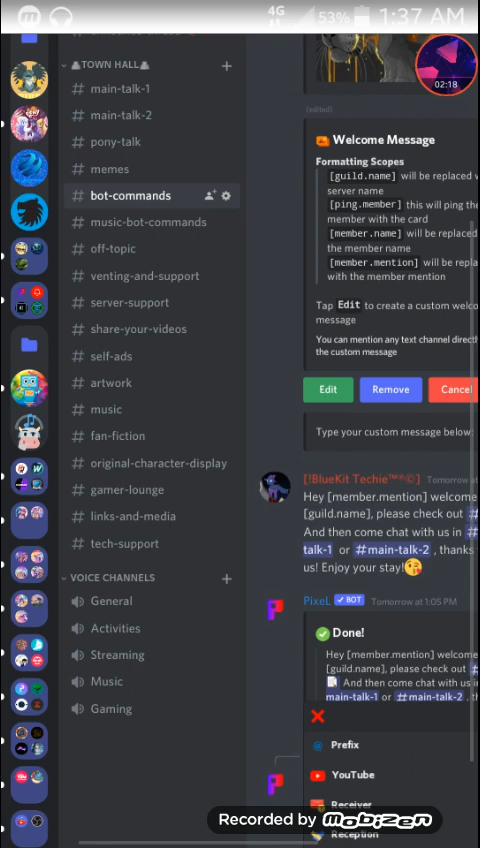 4G
53%
1:37 AM
02:18
TOWN HALL
main-talk-1
main-talk-2
pony-talk
memes
bot-commands
music-bot-commands
off-topic
venting-and-support
server-support
share-your-videos
self-ads
artwork
music
fan-fiction
original-character-display
gamer-lounge
links-and-media
tech-support
VOICE CHANNELS
General
Activities
Streaming
Music
Gaming
(edited)
Welcome Message
Formatting Scopes
[guild.name] will be replaced
server name
[ping.member] this will ping the
member with the card
[member.name] will be replaced
the member name
[member.mention] will be repla
with the member mention
Tap Edit to create a custom welco
message
You can mention any text channel directl
the custom message
Edit
Remove
Cancel
Type your custom message below:
[!BlueKit Techie™®©] Tomorrow a
Hey [member.mention] welcome
[guild.name], please check out #
And then come chat with us in #
talk-1 or #main-talk-2 , thanks
us! Enjoy your stay!
PixeL BOT Tomorrow at 1:05 PM
Done!
Hey [member.mention] welcome
[guild.name], please check out #
And then come chat with us in #
main-talk-1 or #main-talk-2, th
Prefix
YouTube
Receiver
Reception
Recorded by MOBIZEN